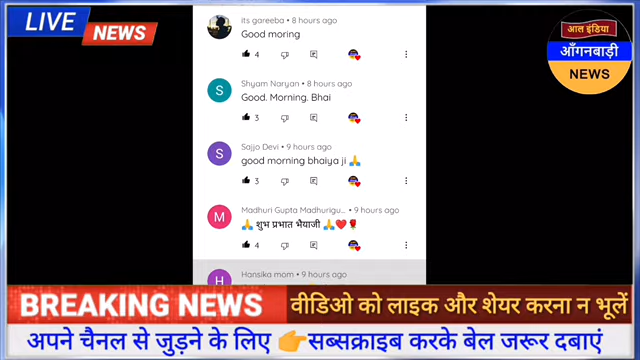 LIVE
NEWS
आल इंडिया
आँगनबाड़ी
NEWS
its gareeba • 8 hours ago
Good moring
4
S
Shyam Naryan • 8 hours ago
Good. Morning. Bhai
3
S
Sajjo Devi • 9 hours ago
good morning bhaiya ji 🙏
3
M
Madhuri Gupta Madhurigu... • 9 hours ago
🙏 शुभ प्रभात भैयाजी 🙏❤️🌹
4
H
Hansika mom • 9 hours ago
BREAKING NEWS
वीडिओ को लाइक और शेयर करना न भूलें
अपने चैनल से जुड़ने के लिए 👉सब्सक्राइब करके बेल जरूर दबाएं